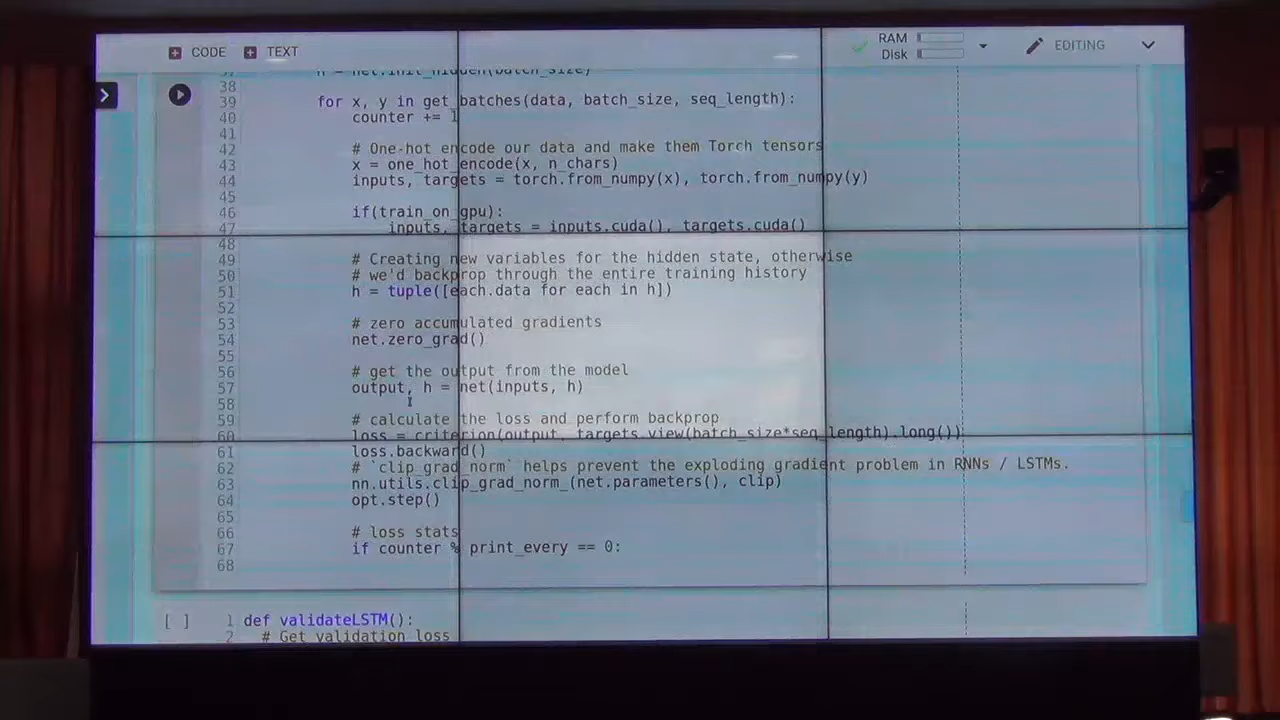 CODE TEXT RAM Disk EDITING
37 h = net.init_hidden(batch_size)
38
39 for x, y in get_batches(data, batch_size, seq_length):
40 counter += 1
41
42 # One-hot encode our data and make them Torch tensors
43 x = one_hot_encode(x, n_chars)
44 inputs, targets = torch.from_numpy(x), torch.from_numpy(y)
45
46 if(train_on_gpu):
47 inputs, targets = inputs.cuda(), targets.cuda()
48
49 # Creating new variables for the hidden state, otherwise
50 # we'd backprop through the entire training history
51 h = tuple([each.data for each in h])
52
53 # zero accumulated gradients
54 net.zero_grad()
55
56 # get the output from the model
57 output, h = net(inputs, h)
58
59 # calculate the loss and perform backprop
60 loss = criterion(output, targets.view(batch_size*seq_length).long())
61 loss.backward()
62 # `clip_grad_norm` helps prevent the exploding gradient problem in RNNs / LSTMs.
63 nn.utils.clip_grad_norm_(net.parameters(), clip)
64 opt.step()
65
66 # loss stats
67 if counter % print_every == 0:
68
[ ] 1 def validateLSTM():
2 # Get validation loss